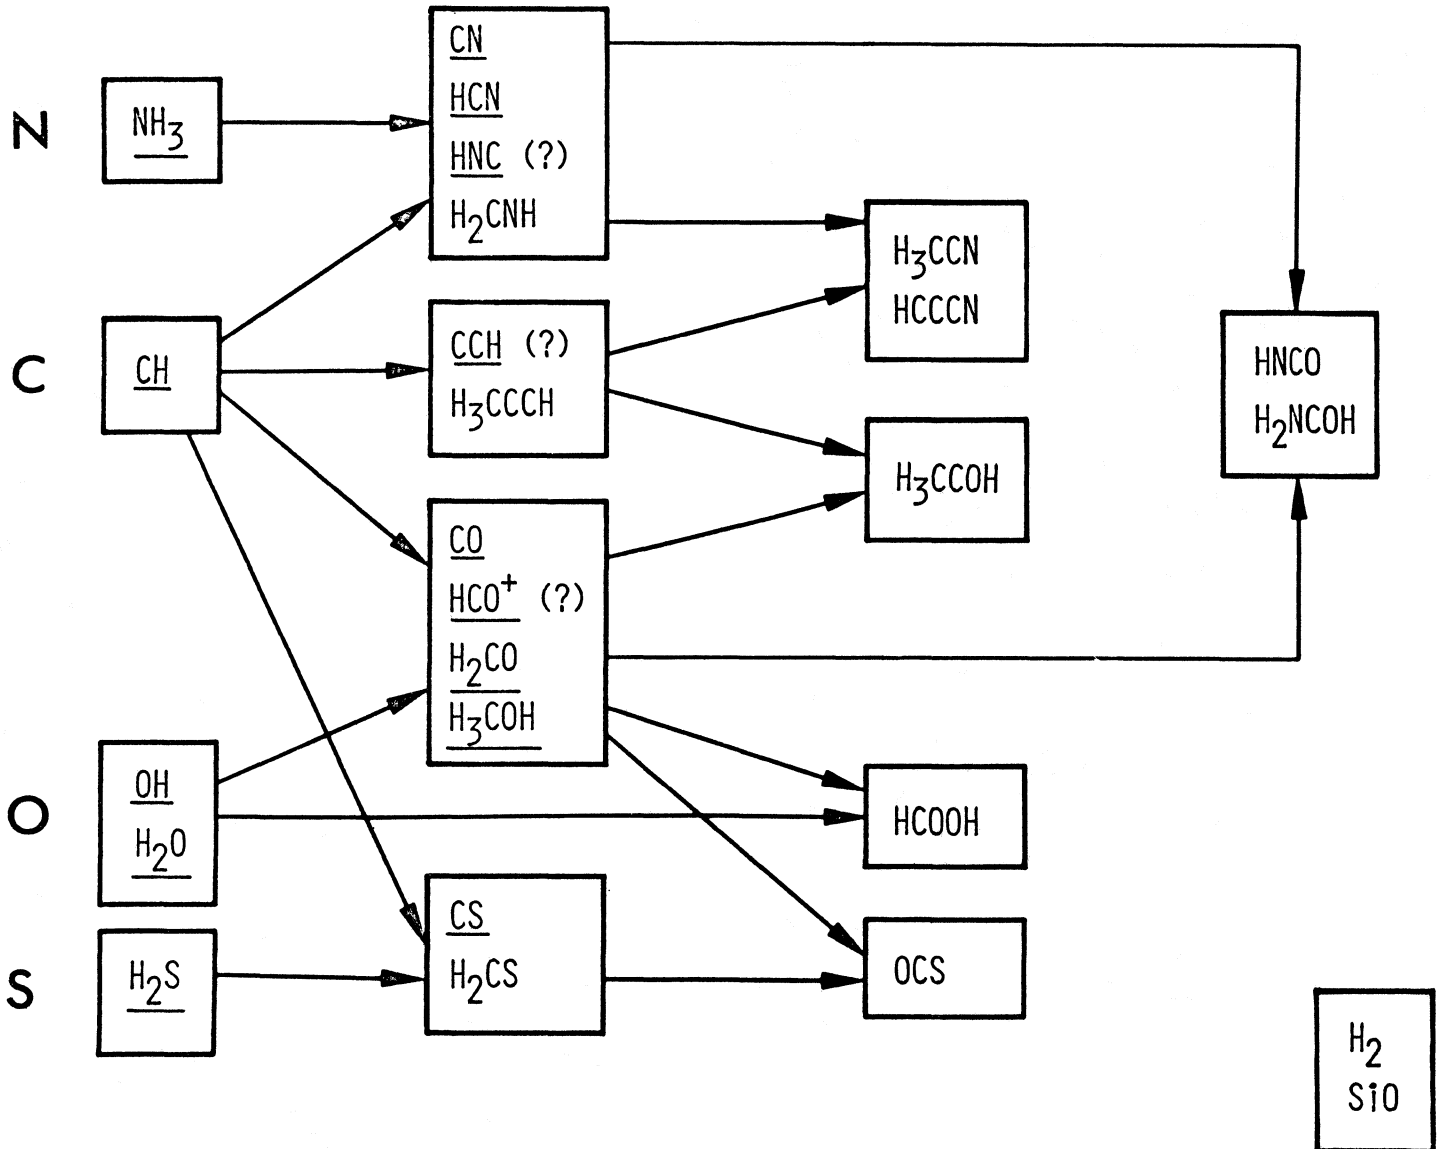 N
NH3
CN
HCN
HNC (?)
H2CNH
H3CCN
HCCCN
C
CH
CCH (?)
H3CCCH
HNCO
H2NCOH
H3CCOH
CO
HCO+ (?)
H2CO
H3COH
O
OH
H2O
HCOOH
S
H2S
CS
H2CS
OCS
H2
SiO